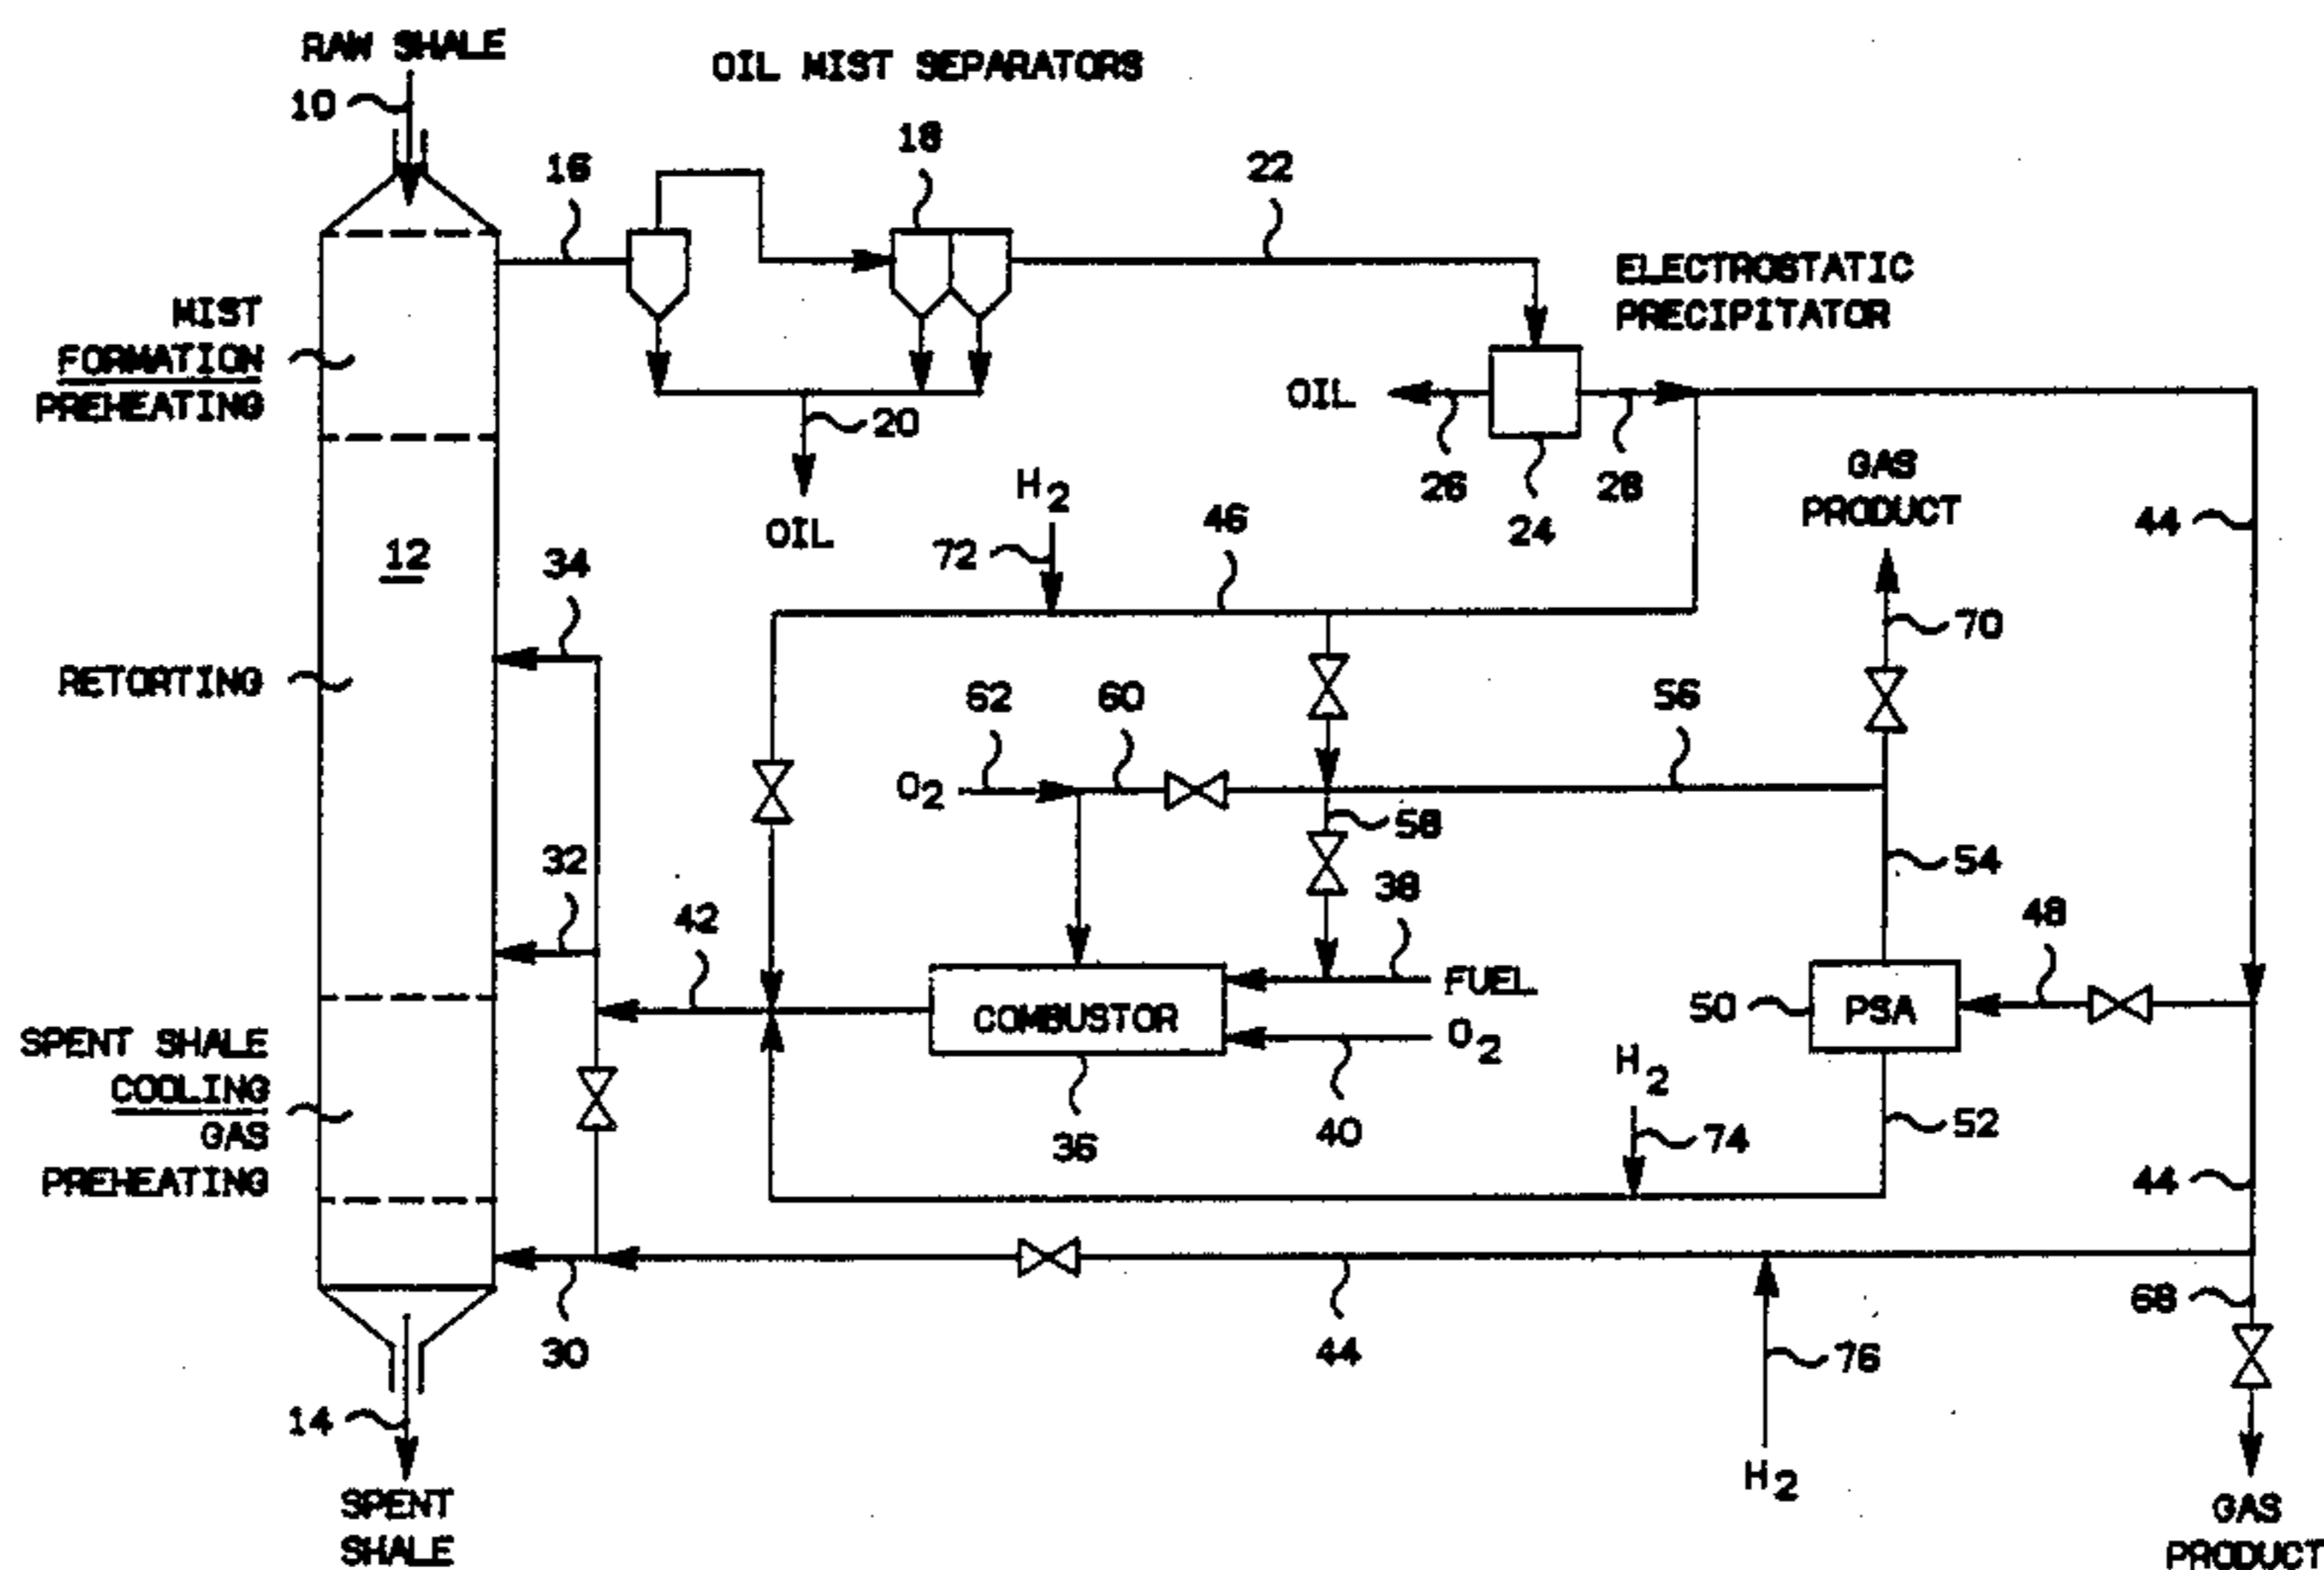 RAW SHALE
10
OIL MIST SEPARATORS
16
18
22
ELECTROSTATIC
PRECIPITATOR
MIST
FORMATION
PREHEATING
20
OIL
OIL
26
28
24
GAS
PRODUCT
44
H2
72
46
12
34
70
RETORTING
62
60
56
O2
58
54
32
42
38
48
FUEL
COMBUSTOR
O2
50
PSA
SPENT SHALE
COOLING
GAS
PREHEATING
36
40
H2
74
52
44
30
44
76
68
14
H2
SPENT
SHALE
GAS
PRODUCT